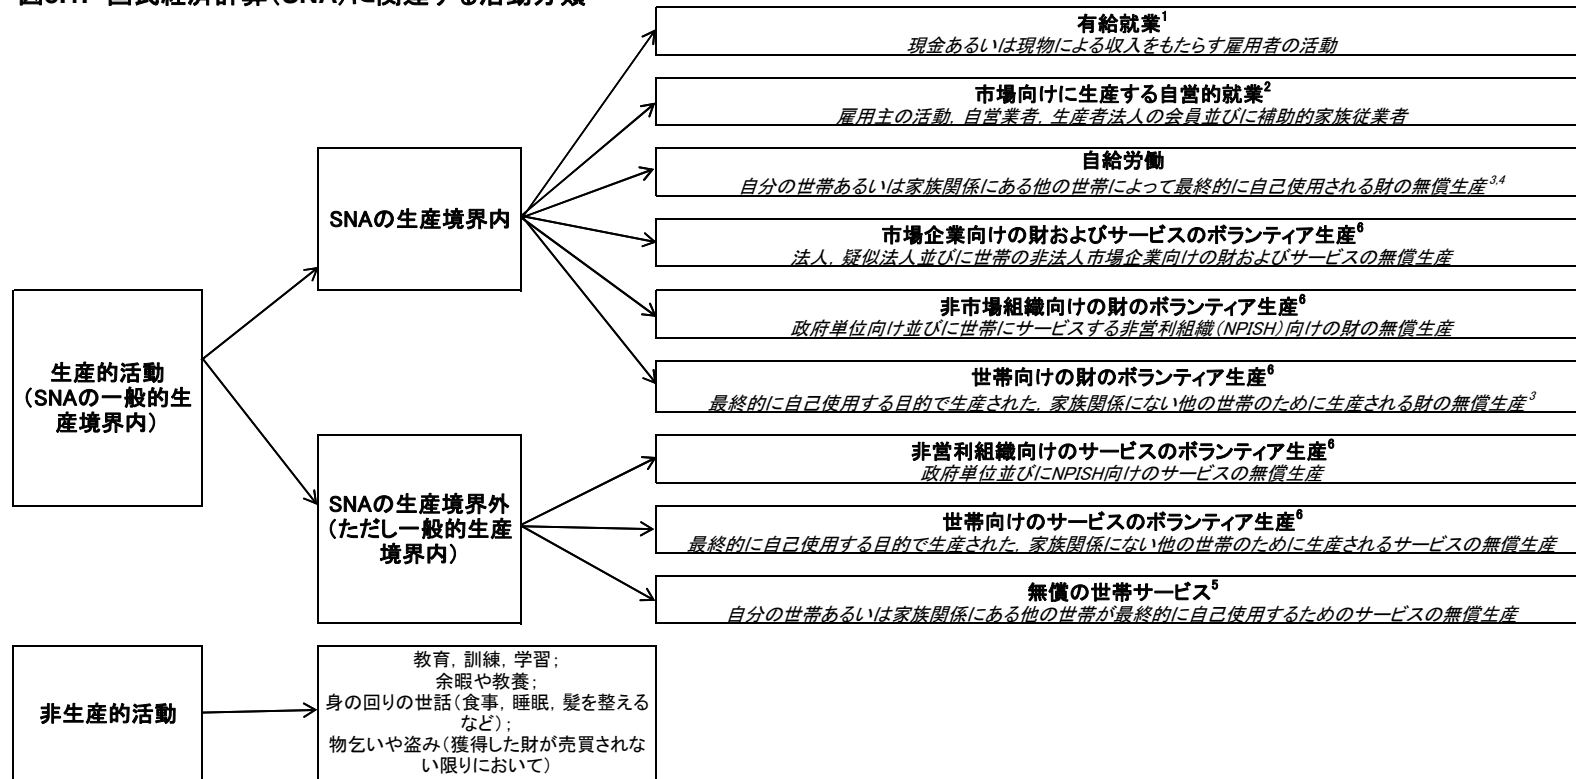 有給就業1
現金あるいは現物による収入をもたらす雇用者の活動
市場向けに生産する自営的就業2
雇用主の活動, 自営業者, 生産者法人の会員並びに補助的家族従業者
自給労働
自分の世帯あるいは家族関係にある他の世帯によって最終的に自己使用される財の無償生産3,4
SNAの生産境界内
市場企業向けの財およびサービスのボランティア生産6
法人, 疑似法人並びに世帯の非法人市場企業向けの財およびサービスの無償生産
非市場組織向けの財のボランティア生産6
政府単位向け並びに世帯にサービスする非営利組織(NPISH)向けの財の無償生産
世帯向けの財のボランティア生産6
最終的に自己使用する目的で生産された, 家族関係にない他の世帯のために生産される財の無償生産3
生産的活動
(SNAの一般的生
産境界内)
非営利組織向けのサービスのボランティア生産6
政府単位並びにNPISH向けのサービスの無償生産
SNAの生産境界外
(ただし一般的生産
境界内)
世帯向けのサービスのボランティア生産6
最終的に自己使用する目的で生産された, 家族関係にない他の世帯のために生産されるサービスの無償生産
無償の世帯サービス5
自分の世帯あるいは家族関係にある他の世帯が最終的に自己使用するためのサービスの無償生産
非生産的活動
教育, 訓練, 学習;
余暇や教養;
身の回りの世話(食事, 睡眠, 髪を整える
など);
物乞いや盗み(獲得した財が売買されな
い限りにおいて)